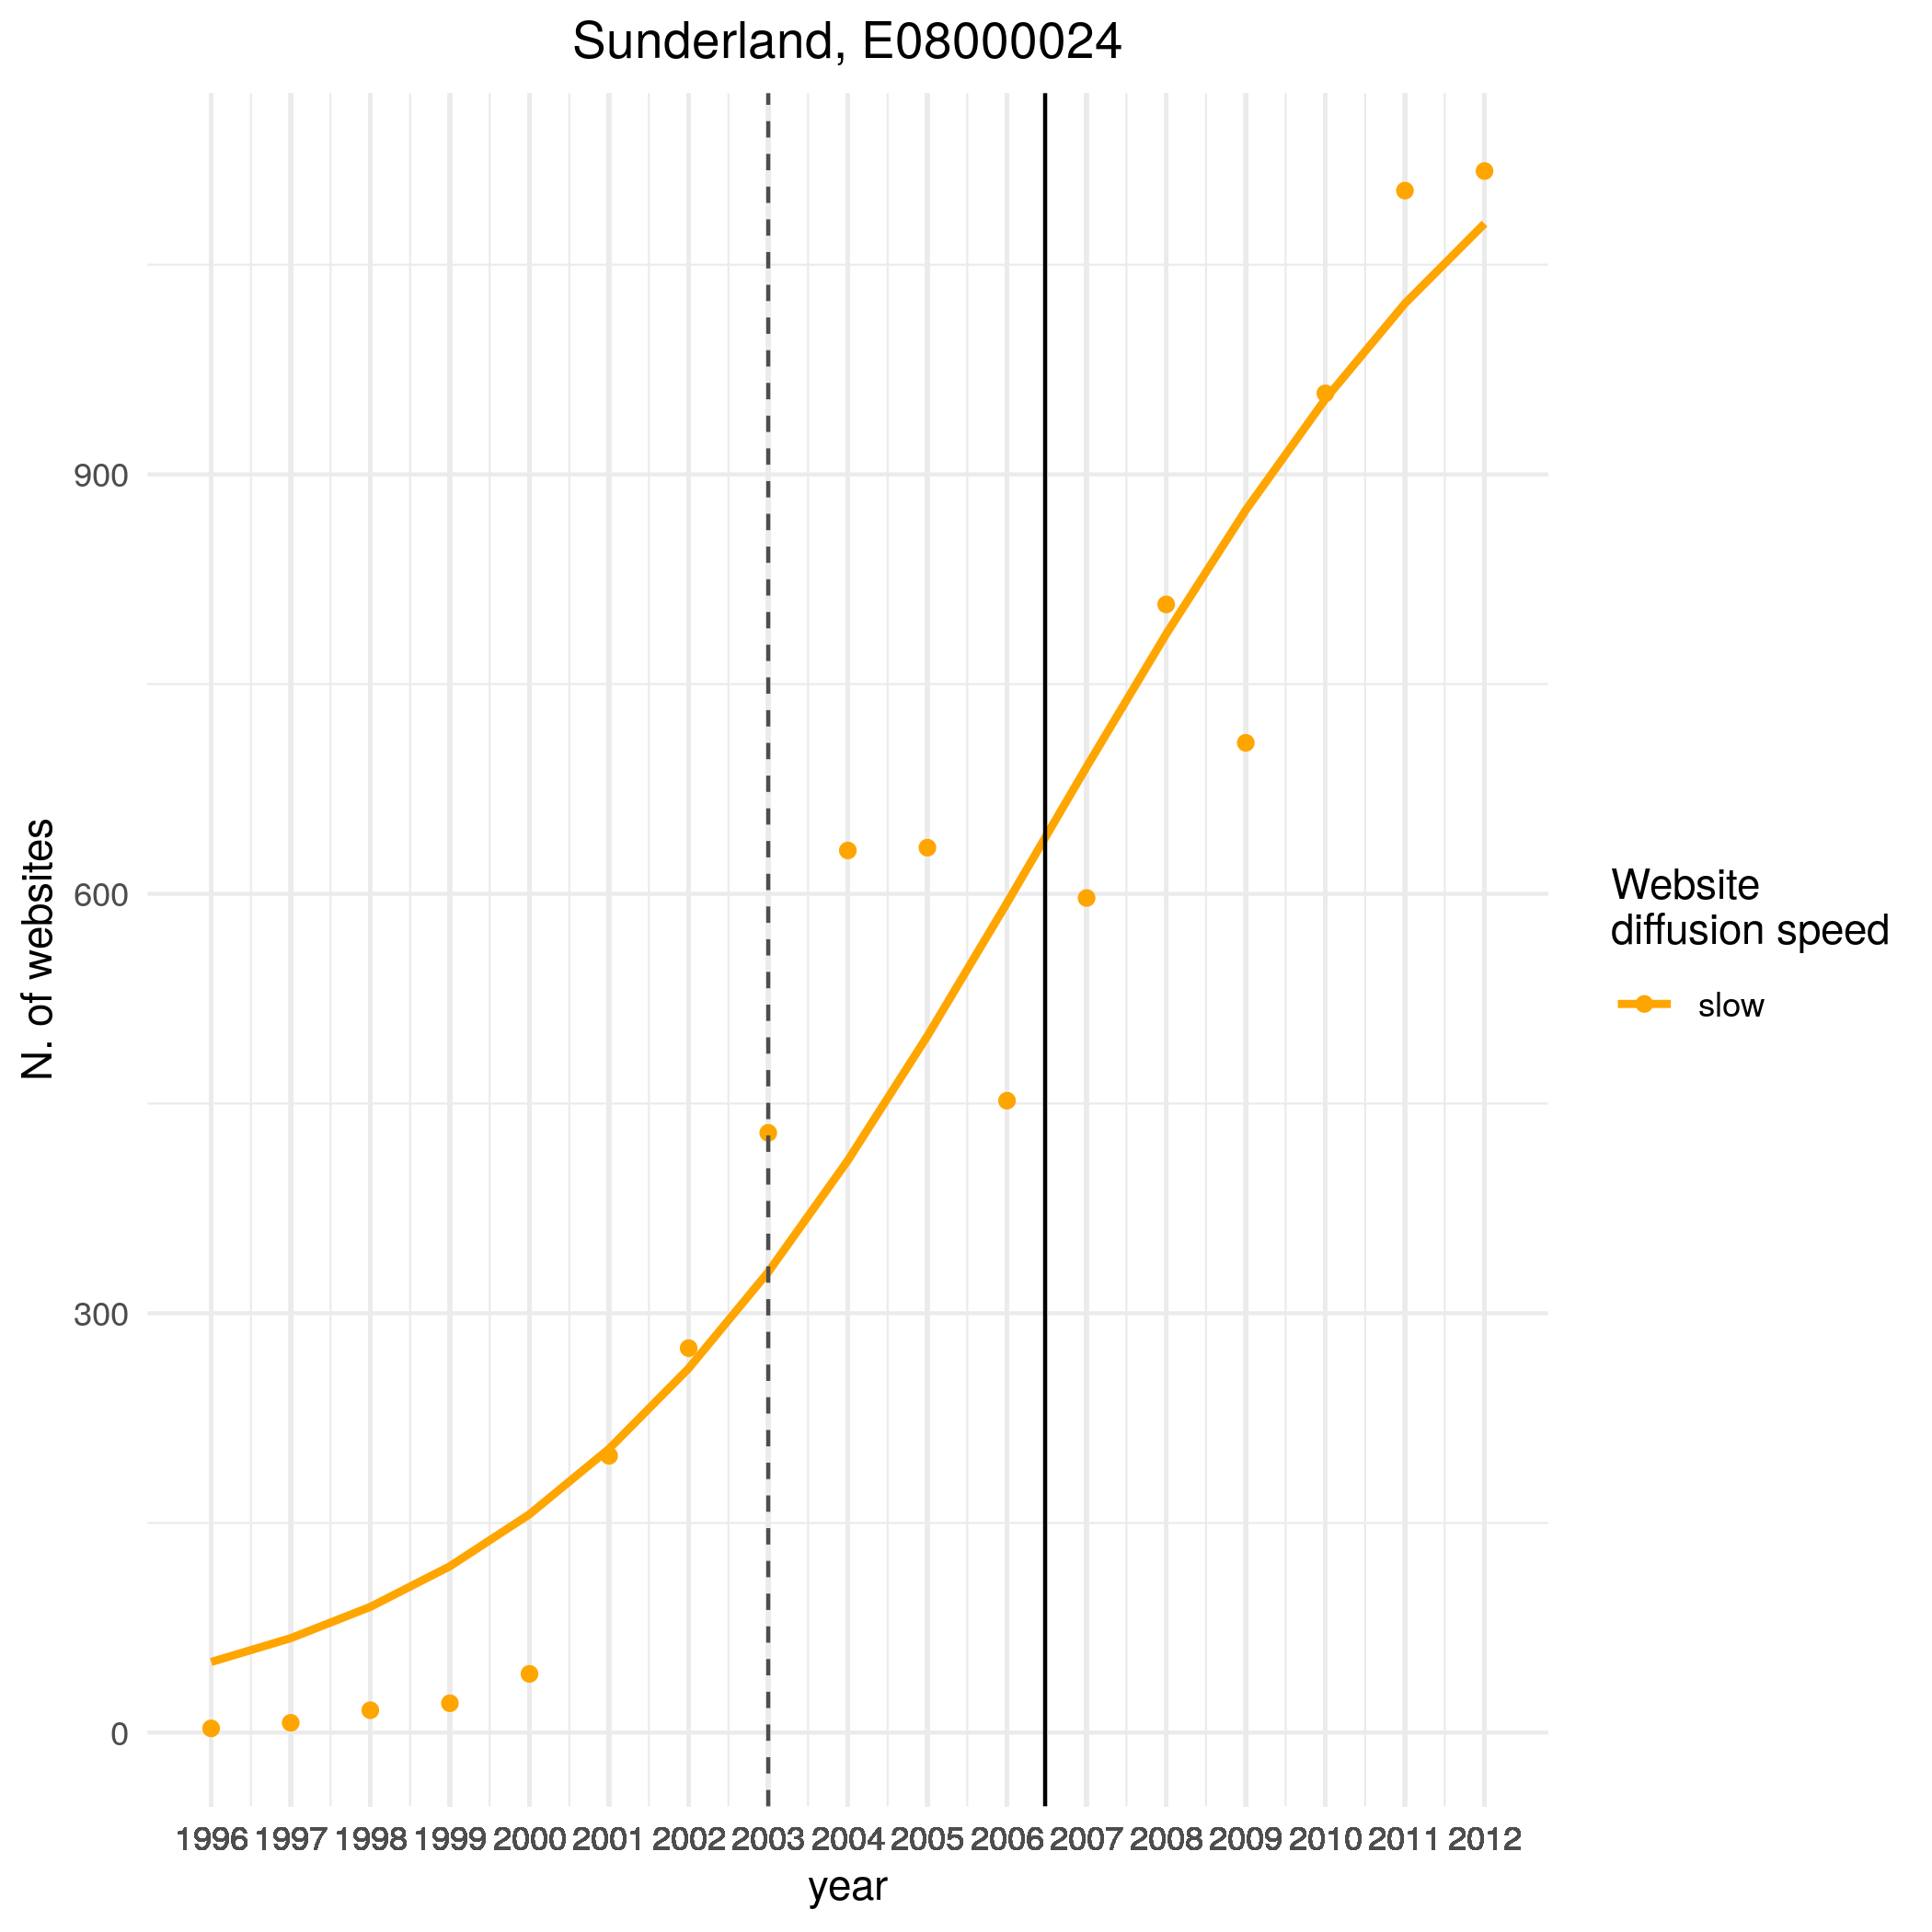 Sunderland, E08000024
N. of websites
900
600
300
0
1996 1997 1998 1999 2000 2001 2002 2003 2004 2005 2006 2007 2008 2009 2010 2011 2012
year
Website
diffusion speed
slow